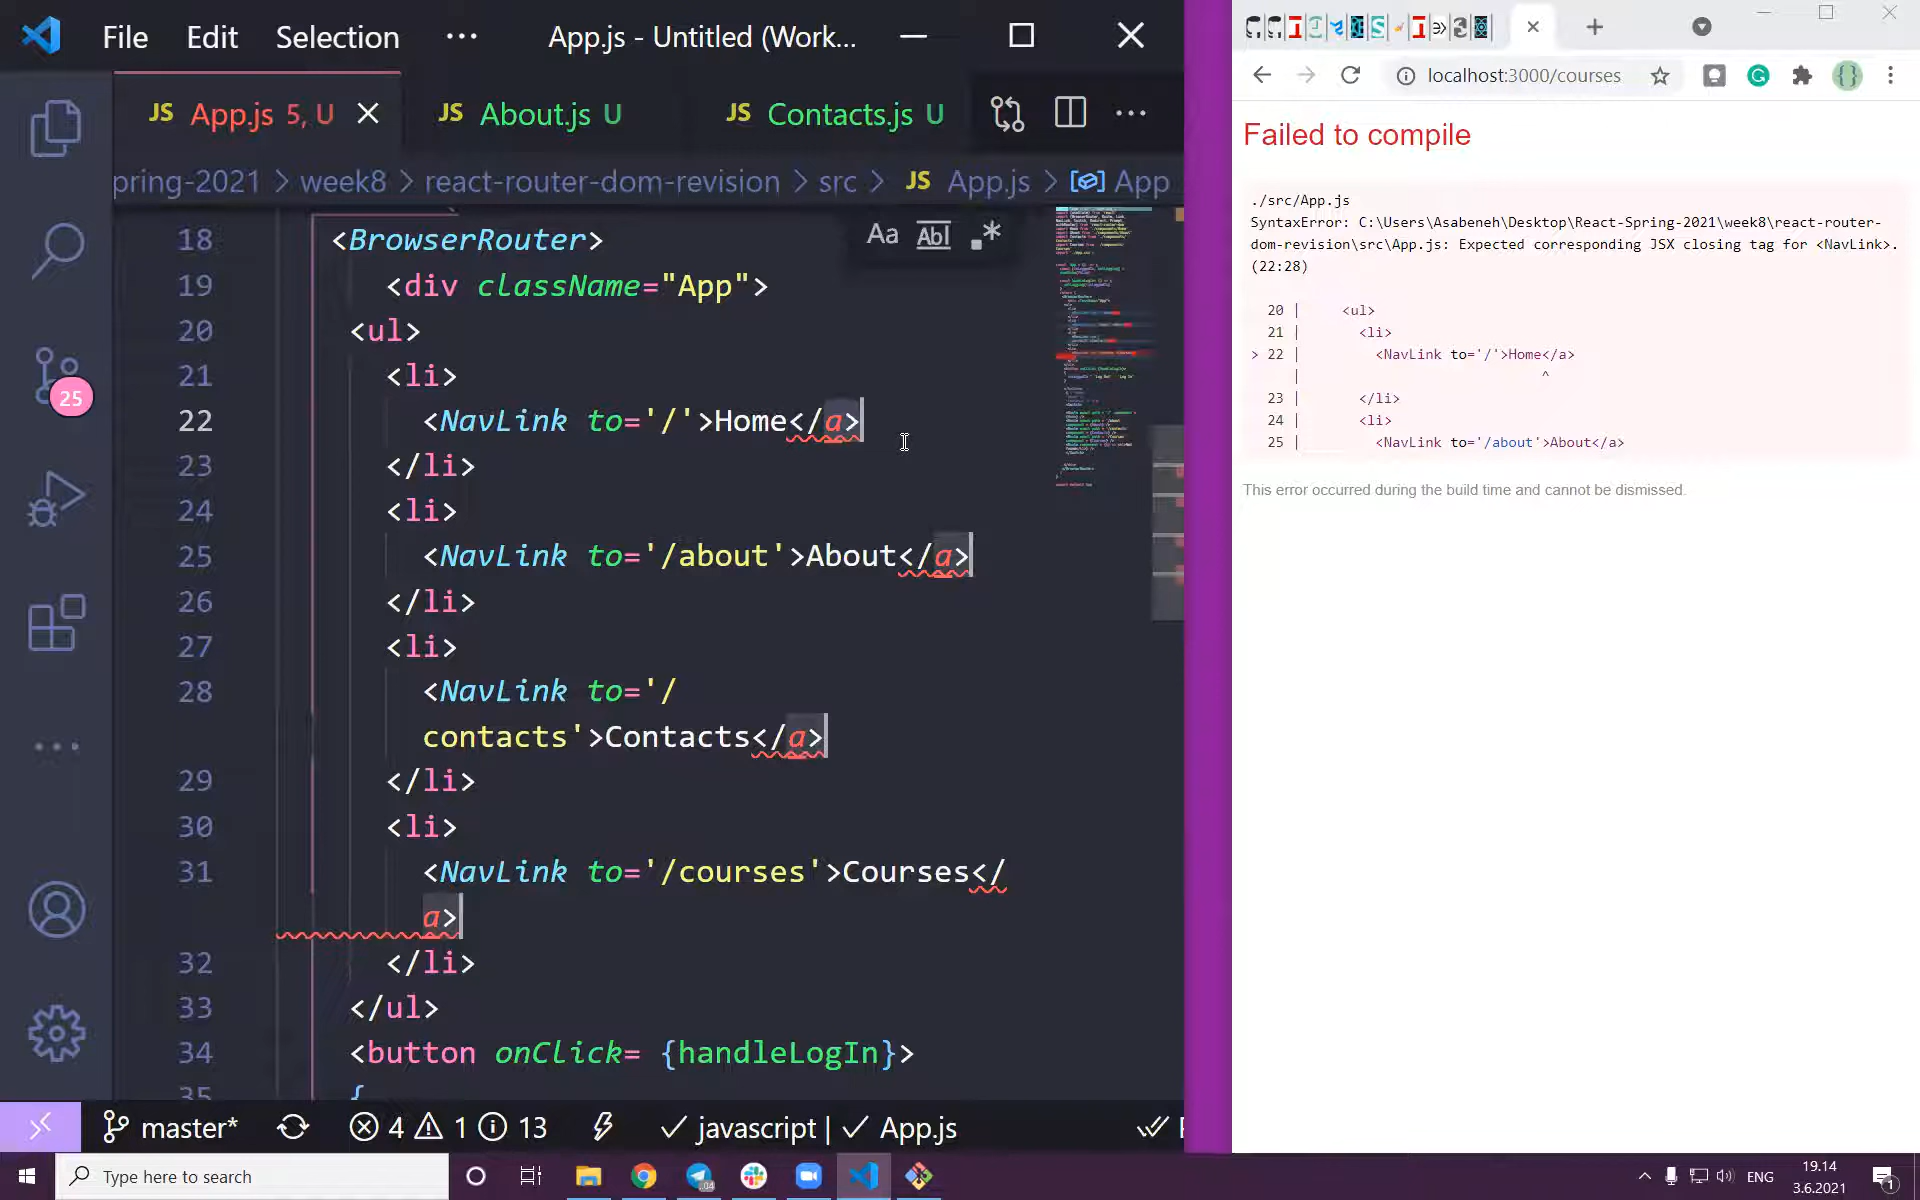 File Edit Selection ··· App.js - Untitled (Work...
JS App.js 5, U JS About.js U JS Contacts.js U ···
pring-2021 > week8 > react-router-dom-revision > src > JS App.js > App
Aa Abl .*
18 <BrowserRouter>
19 <div className="App">
20 <ul>
21 <li>
22 <NavLink to='/'>Home</a>
23 </li>
24 <li>
25 <NavLink to='/about'>About</a>
26 </li>
27 <li>
28 <NavLink to='/
contacts'>Contacts</a>
29 </li>
30 <li>
31 <NavLink to='/courses'>Courses</
a>
32 </li>
33 </ul>
34 <button onClick= {handleLogIn}>
35 {
25
master* 4 1 13 javascript | App.js
localhost:3000/courses
Failed to compile
./src/App.js
SyntaxError: C:\Users\Asabeneh\Desktop\React-Spring-2021\week8\react-router-
dom-revision\src\App.js: Expected corresponding JSX closing tag for <NavLink>.
(22:28)
20 | <ul>
21 | <li>
> 22 | <NavLink to='/'>Home</a>
| ^
23 | </li>
24 | <li>
25 | <NavLink to='/about'>About</a>
This error occurred during the build time and cannot be dismissed.
Type here to search
ENG
19.14
3.6.2021
1